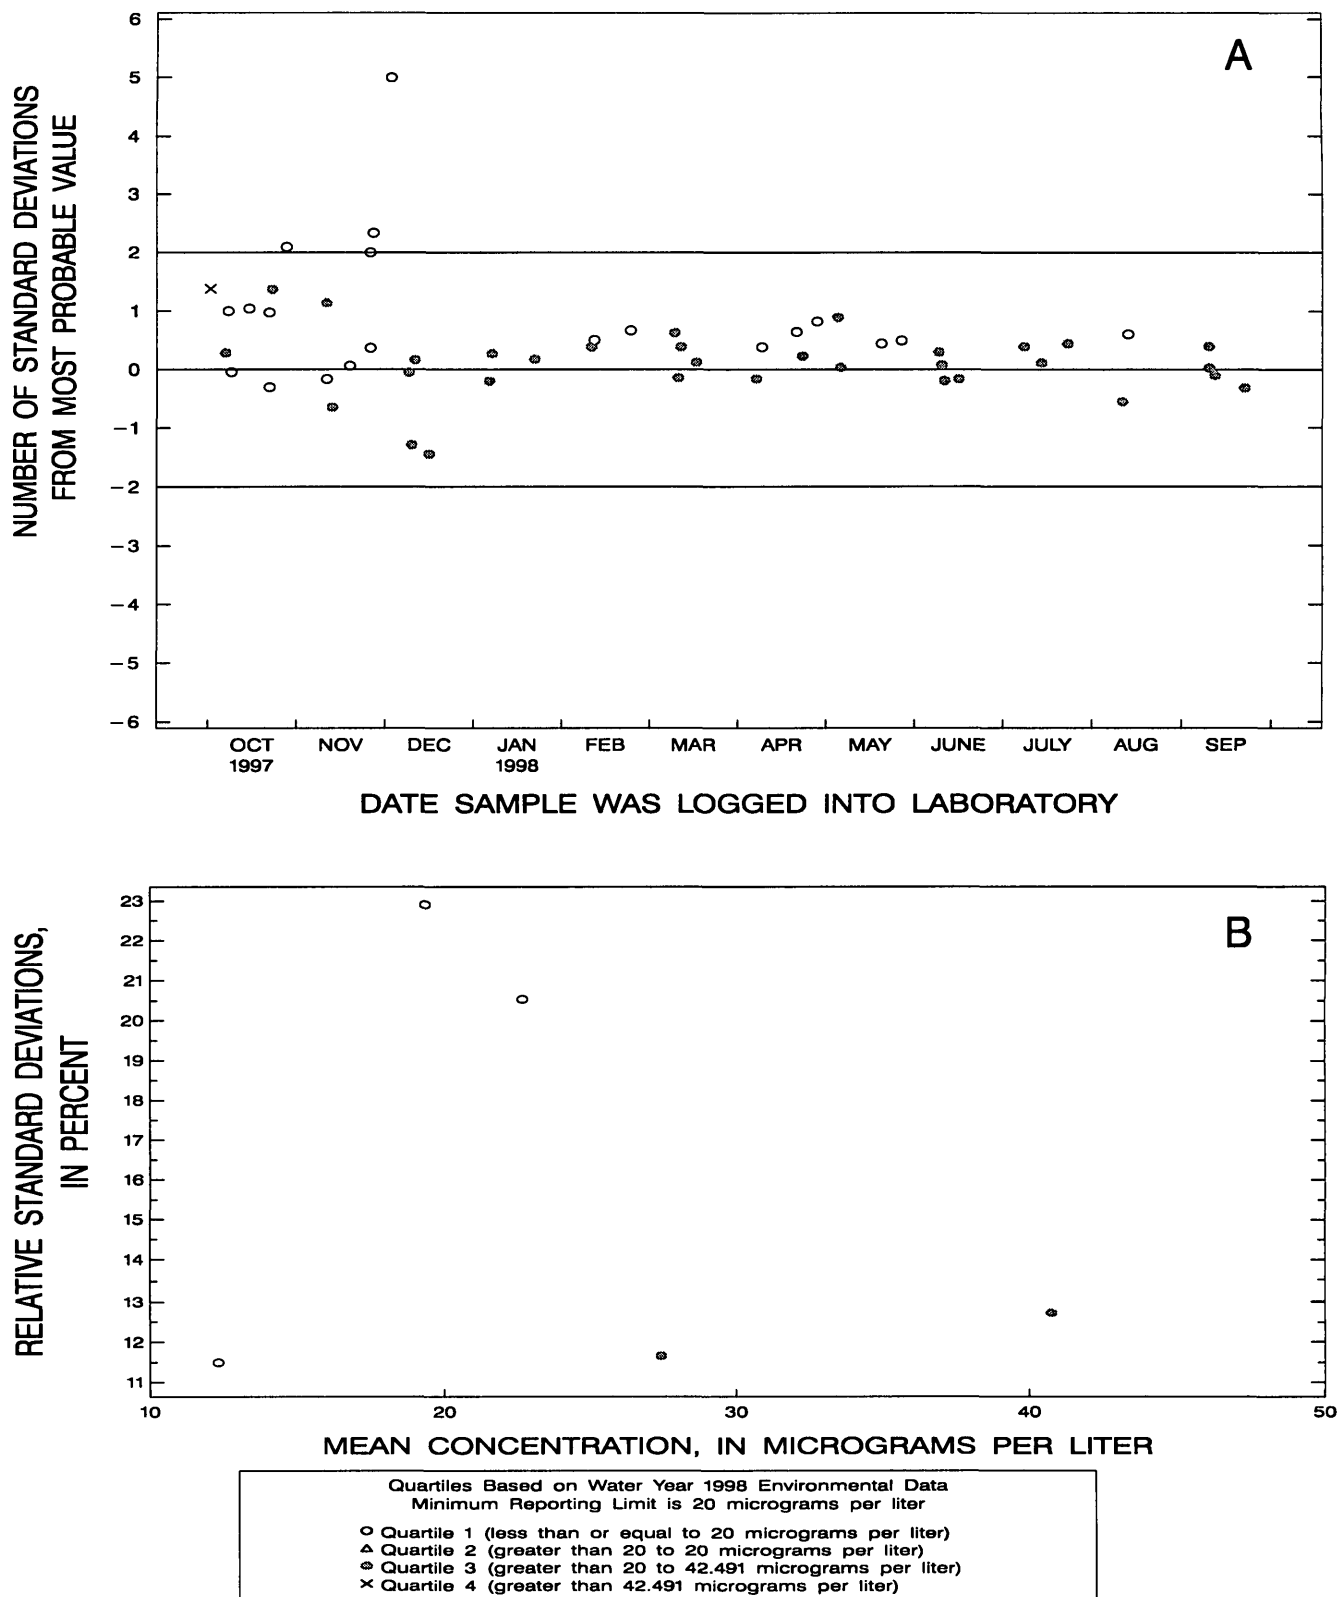 A
NUMBER OF STANDARD DEVIATIONS
FROM MOST PROBABLE VALUE
6
5
4
3
2
1
0
−1
−2
−3
−4
−5
−6
OCT NOV DEC JAN FEB MAR APR MAY JUNE JULY AUG SEP
1997 1998
DATE SAMPLE WAS LOGGED INTO LABORATORY
B
RELATIVE STANDARD DEVIATIONS,
IN PERCENT
23
22
21
20
19
18
17
16
15
14
13
12
11
10 20 30 40 50
MEAN CONCENTRATION, IN MICROGRAMS PER LITER
Quartiles Based on Water Year 1998 Environmental Data
Minimum Reporting Limit is 20 micrograms per liter
Quartile 1 (less than or equal to 20 micrograms per liter)
Quartile 2 (greater than 20 to 20 micrograms per liter)
Quartile 3 (greater than 20 to 42.491 micrograms per liter)
Quartile 4 (greater than 42.491 micrograms per liter)